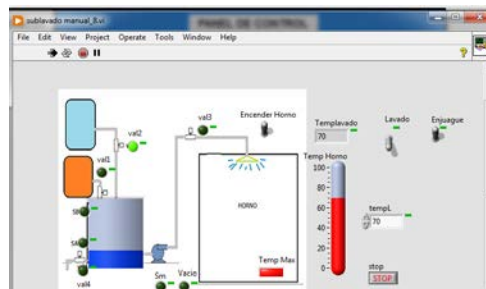 sublavado manual_8.vi
PANEL DE CONTROL
File Edit View Project Operate Tools Window Help
val3
Encender Horno
Templavado
Lavado
Enjuague
val2
70
val1
Temp Horno
100
80
HORNO
60
tempL
70
40
20
Temp Max
0
stop
STOP
val4
Sm
Vacio